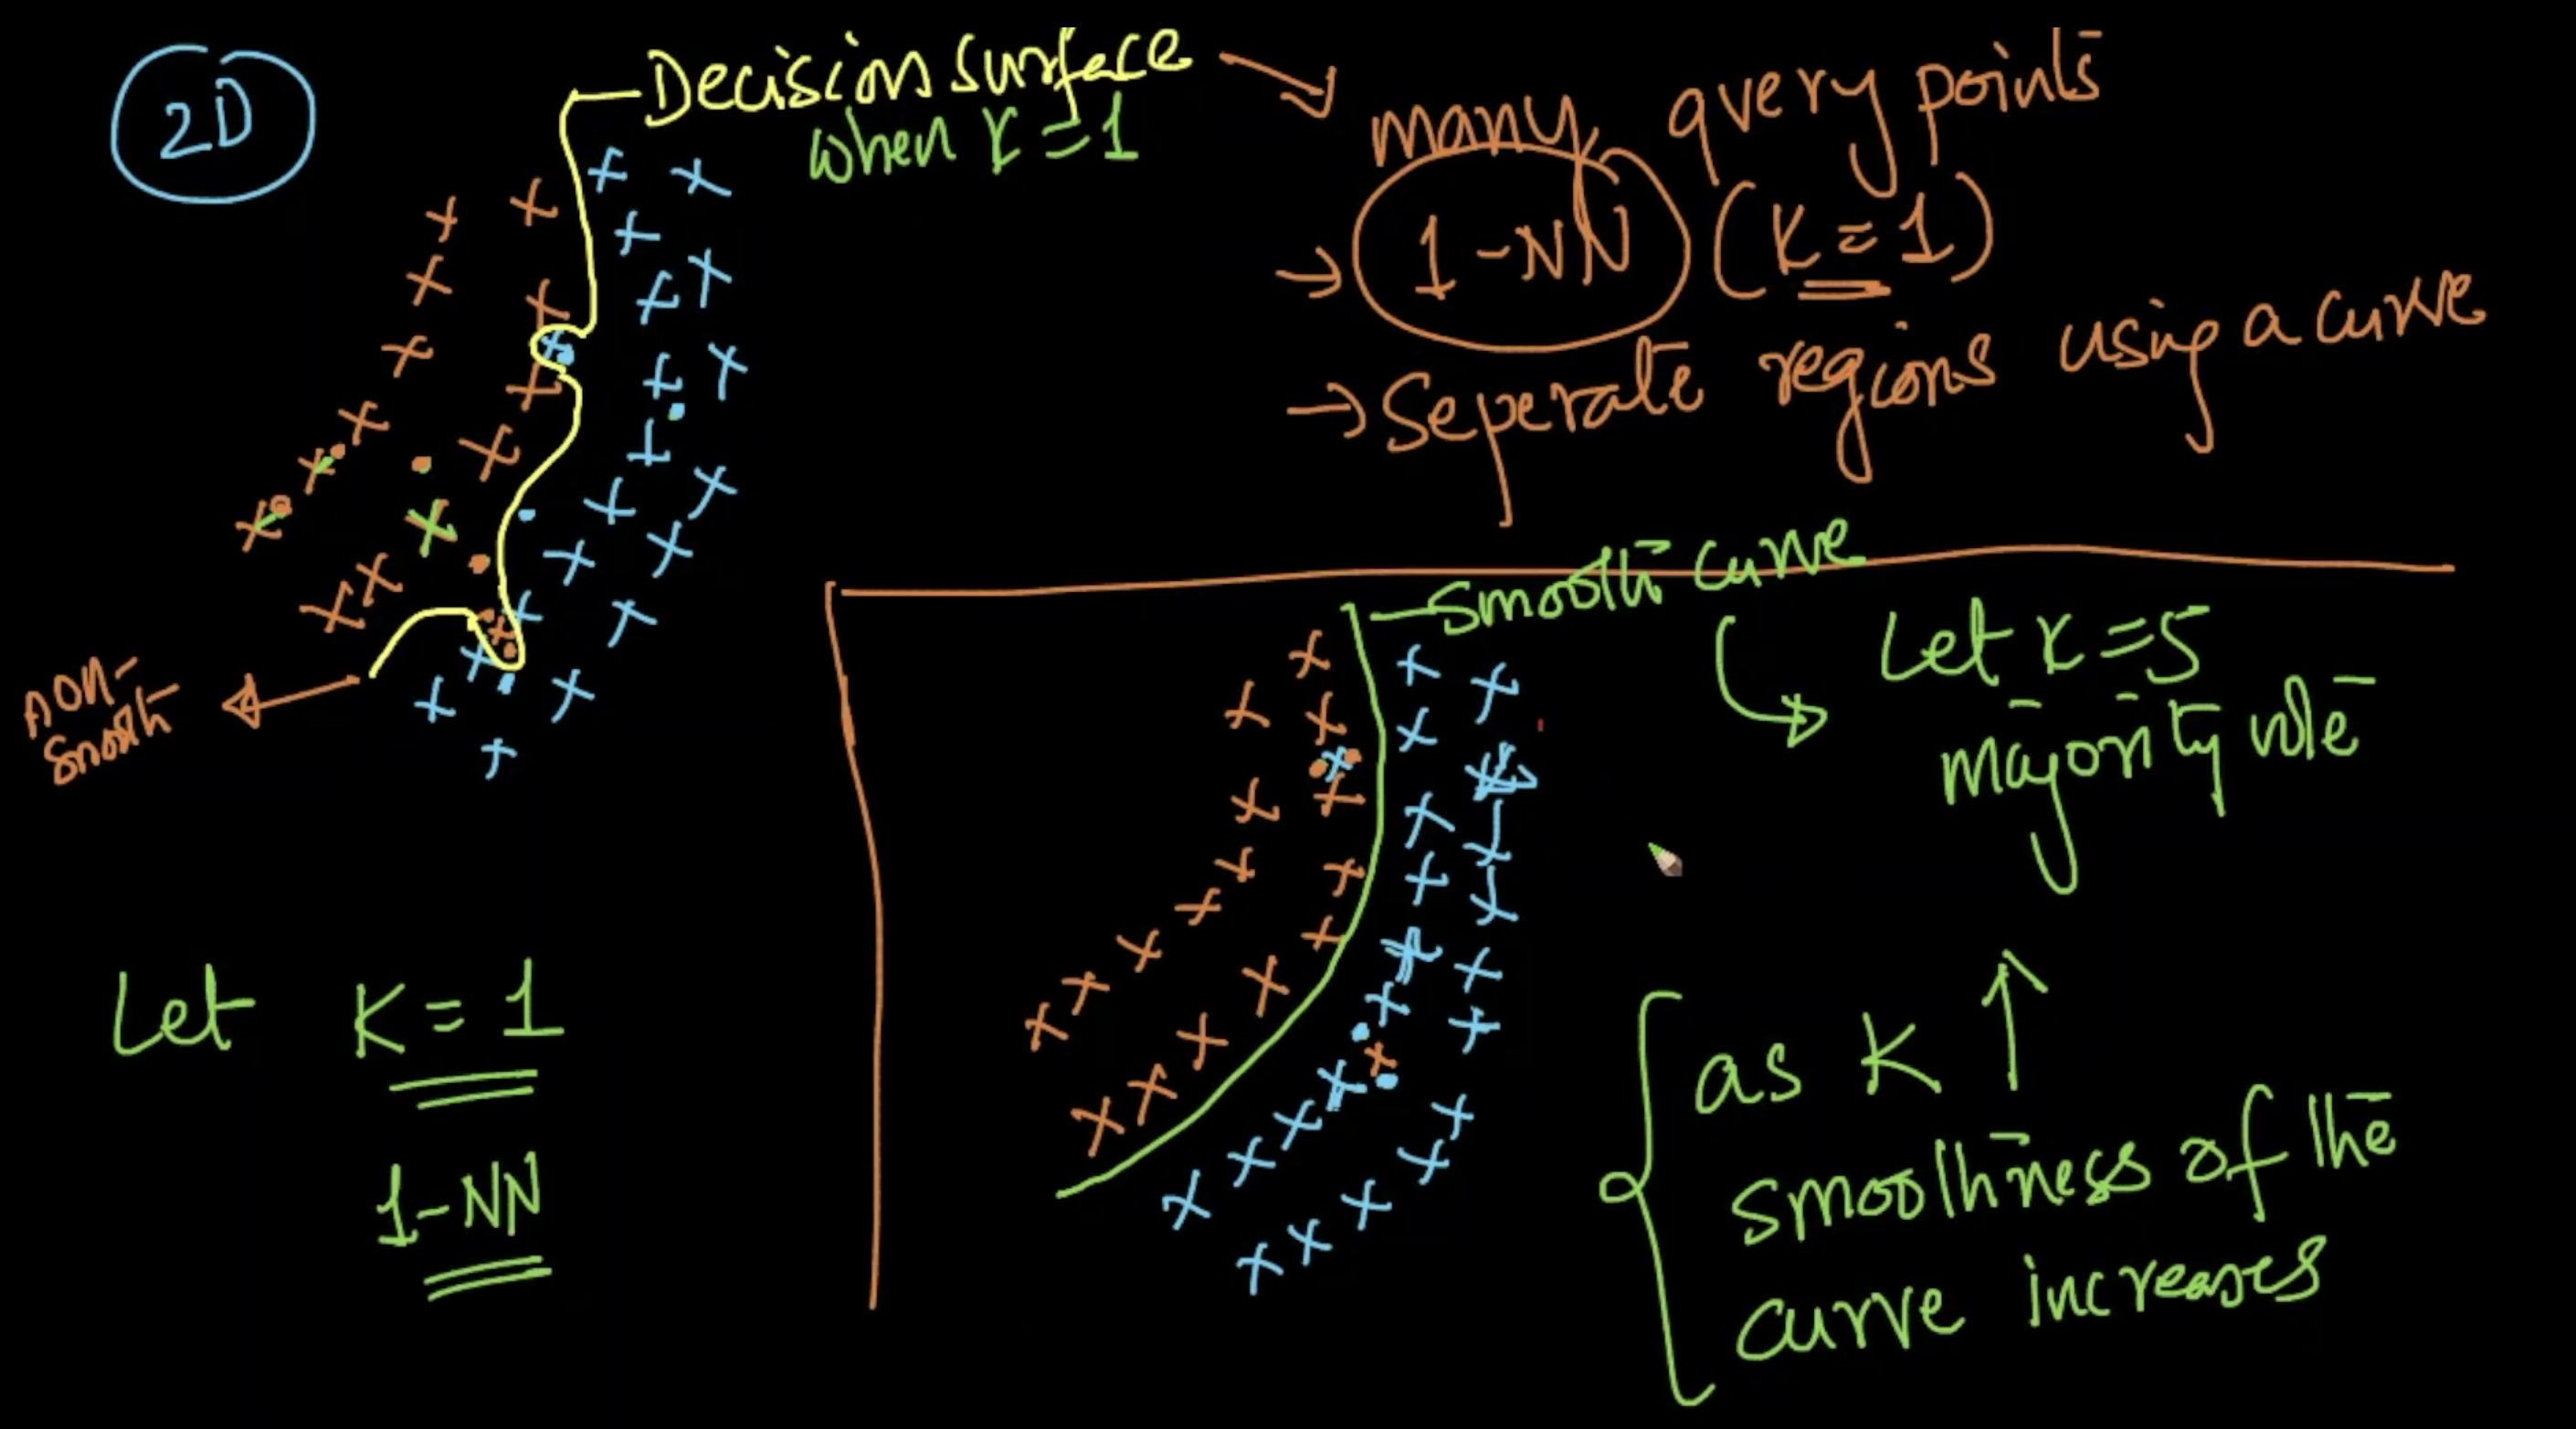 2D
Decision surface
when K = 1
many query points
1-NN (K = 1)
Seperate regions using a curve
non-
smooth
Let K = 1
1-NN
smooth curve
Let K = 5
majority vote
as K ↑
smoothness of the
curve increases